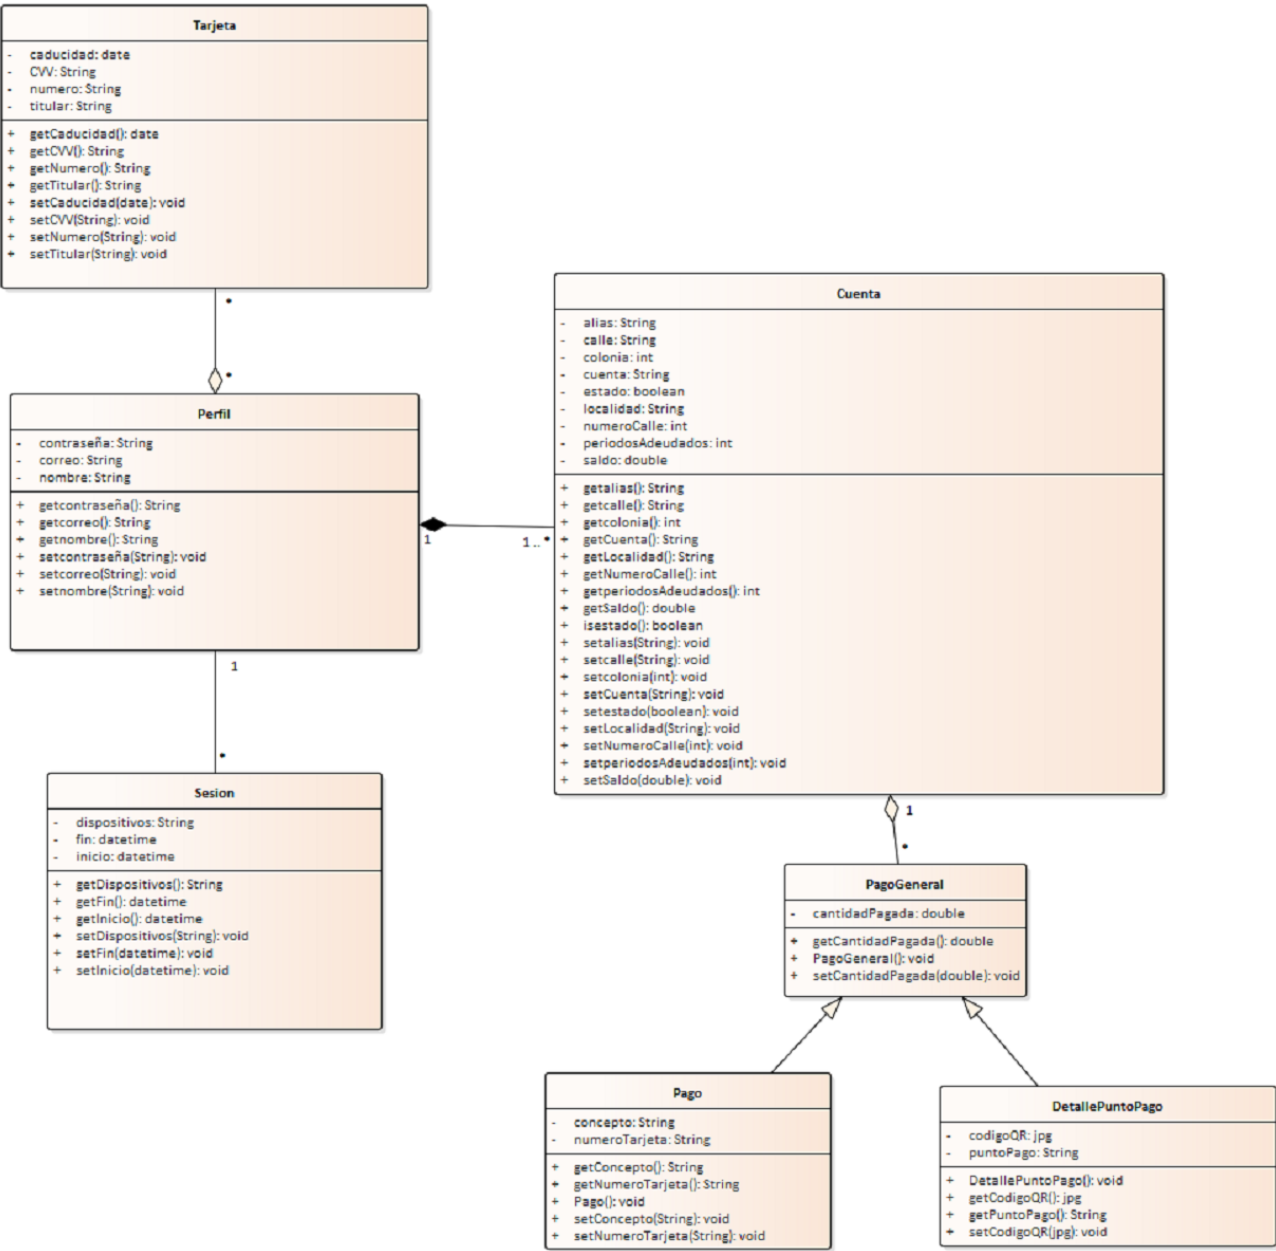 Tarjeta
- caducidad: date
- CVV: String
- numero: String
- titular: String
+ getCaducidad(): date
+ getCVV(): String
+ getNumero(): String
+ getTitular(): String
+ setCaducidad(date): void
+ setCVV(String): void
+ setNumero(String): void
+ setTitular(String): void
*
*
Perfil
- contraseña: String
- correo: String
- nombre: String
+ getcontraseña(): String
+ getcorreo(): String
+ getnombre(): String
+ setcontraseña(String): void
+ setcorreo(String): void
+ setnombre(String): void
1
1..*
1
*
Sesion
- dispositivos: String
- fin: datetime
- inicio: datetime
+ getDispositivos(): String
+ getFin(): datetime
+ getInicio(): datetime
+ setDispositivos(String): void
+ setFin(datetime): void
+ setInicio(datetime): void
Cuenta
- alias: String
- calle: String
- colonia: int
- cuenta: String
- estado: boolean
- localidad: String
- numeroCalle: int
- periodosAdeudados: int
- saldo: double
+ getalias(): String
+ getcalle(): String
+ getcolonia(): int
+ getCuenta(): String
+ getLocalidad(): String
+ getNumeroCalle(): int
+ getperiodosAdeudados(): int
+ getSaldo(): double
+ isestado(): boolean
+ setalias(String): void
+ setcalle(String): void
+ setcolonia(int): void
+ setCuenta(String): void
+ setestado(boolean): void
+ setLocalidad(String): void
+ setNumeroCalle(int): void
+ setperiodosAdeudados(int): void
+ setSaldo(double): void
1
*
PagoGeneral
- cantidadPagada: double
+ getCantidadPagada(): double
+ PagoGeneral(): void
+ setCantidadPagada(double): void
Pago
- concepto: String
- numeroTarjeta: String
+ getConcepto(): String
+ getNumeroTarjeta(): String
+ Pago(): void
+ setConcepto(String): void
+ setNumeroTarjeta(String): void
DetallePuntoPago
- codigoQR: jpg
- puntoPago: String
+ DetallePuntoPago(): void
+ getCodigoQR(): jpg
+ getPuntoPago(): String
+ setCodigoQR(jpg): void